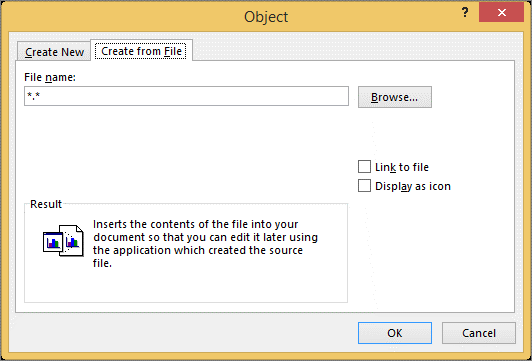 Object
?
Create New
Create from File
File name:
*.*
Browse...
Link to file
Display as icon
Result
Inserts the contents of the file into your
document so that you can edit it later using
the application which created the source
file.
OK
Cancel